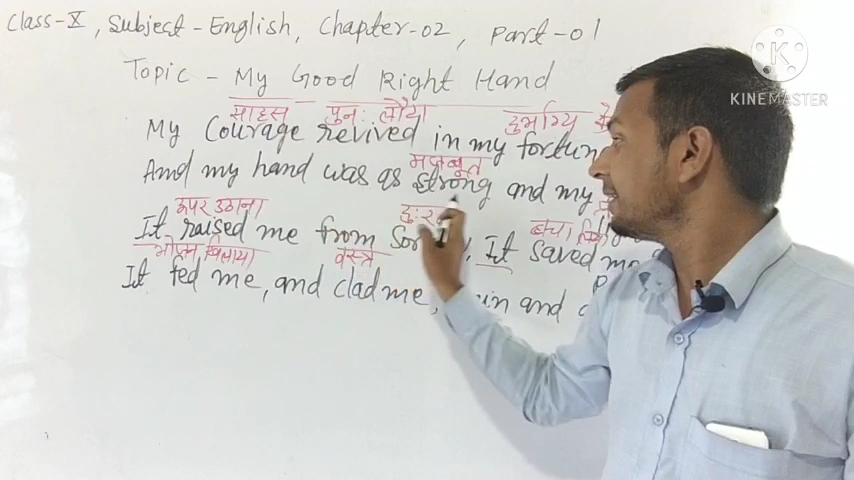 Class-X, Subject-English, Chapter-02, Part-01
Topic - My Good Right Hand
साहस पुनः लौटा दुर्भाग्य
My Courage revived in my fortun
मजबूत
And my hand was as strong and my
ऊपर उठाना
It raised me from Sor It saved me
भोजन खिलाया वस्त्र
It fed me, and clad me, in and
K
KINEMASTER